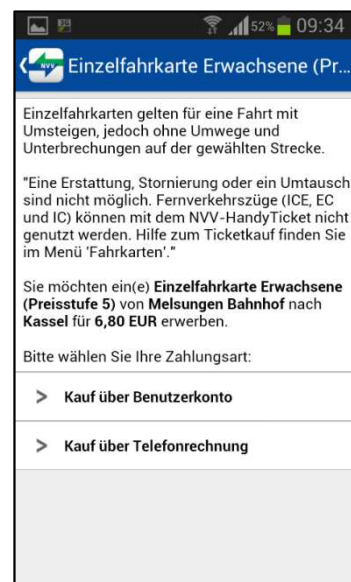 52% 09:34
NVV Einzelfahrkarte Erwachsene (Pr...
Einzelfahrkarten gelten für eine Fahrt mit
Umsteigen, jedoch ohne Umwege und
Unterbrechungen auf der gewählten Strecke.
"Eine Erstattung, Stornierung oder ein Umtausch
sind nicht möglich. Fernverkehrszüge (ICE, EC
und IC) können mit dem NVV-HandyTicket nicht
genutzt werden. Hilfe zum Ticketkauf finden Sie
im Menü 'Fahrkarten'."
Sie möchten ein(e) Einzelfahrkarte Erwachsene
(Preisstufe 5) von Melsungen Bahnhof nach
Kassel für 6,80 EUR erwerben.
Bitte wählen Sie Ihre Zahlungsart:
> Kauf über Benutzerkonto
> Kauf über Telefonrechnung